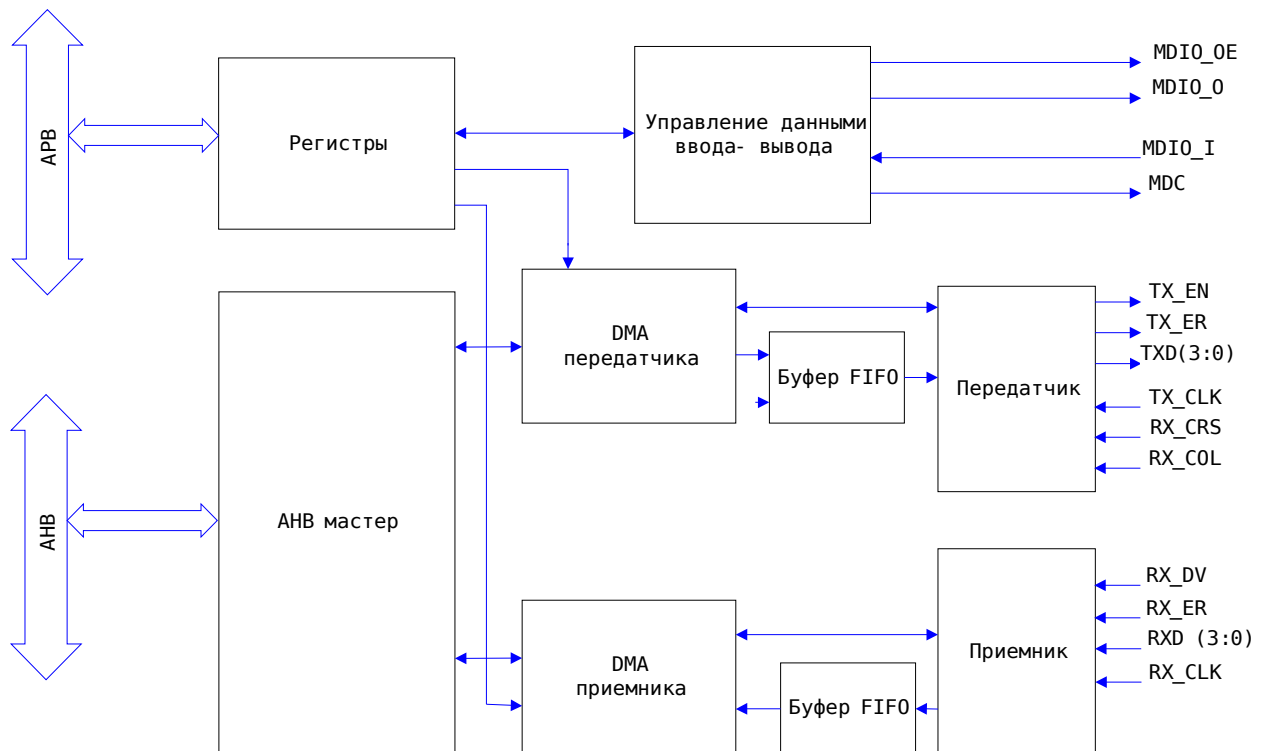 APB
Регистры
Управление данными
ввода- вывода
MDIO_OE
MDIO_O
MDIO_I
MDC
DMA
передатчика
Буфер FIFO
Передатчик
TX_EN
TX_ER
TXD(3:0)
TX_CLK
RX_CRS
RX_COL
AHB
AHB мастер
DMA
приемника
Буфер FIFO
Приемник
RX_DV
RX_ER
RXD (3:0)
RX_CLK